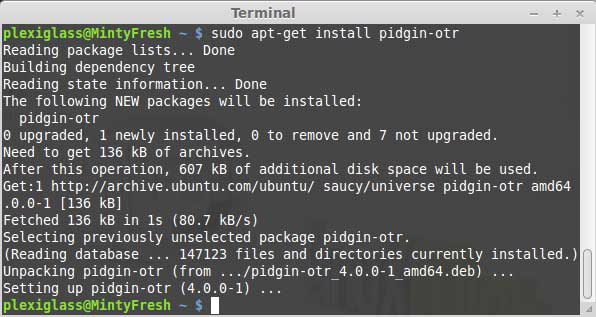 Terminal
plexiglass@MintyFresh ~ $ sudo apt-get install pidgin-otr
Reading package lists... Done
Building dependency tree
Reading state information... Done
The following NEW packages will be installed:
  pidgin-otr
0 upgraded, 1 newly installed, 0 to remove and 7 not upgraded.
Need to get 136 kB of archives.
After this operation, 607 kB of additional disk space will be used.
Get:1 http://archive.ubuntu.com/ubuntu/ saucy/universe pidgin-otr amd64
.0.0-1 [136 kB]
Fetched 136 kB in 1s (80.7 kB/s)
Selecting previously unselected package pidgin-otr.
(Reading database ... 147123 files and directories currently installed.)
Unpacking pidgin-otr (from .../pidgin-otr_4.0.0-1_amd64.deb) ...
Setting up pidgin-otr (4.0.0-1) ...
plexiglass@MintyFresh ~ $